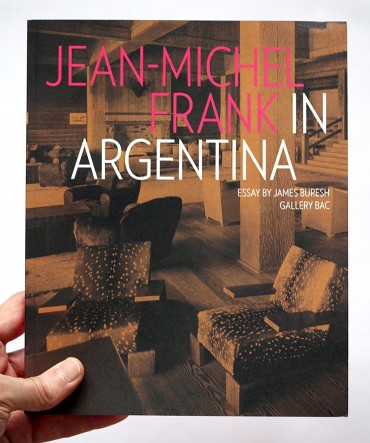 JEAN-MICHEL
FRANK IN
ARGENTINA
ESSAY BY JAMES BURESH
GALLERY BAC